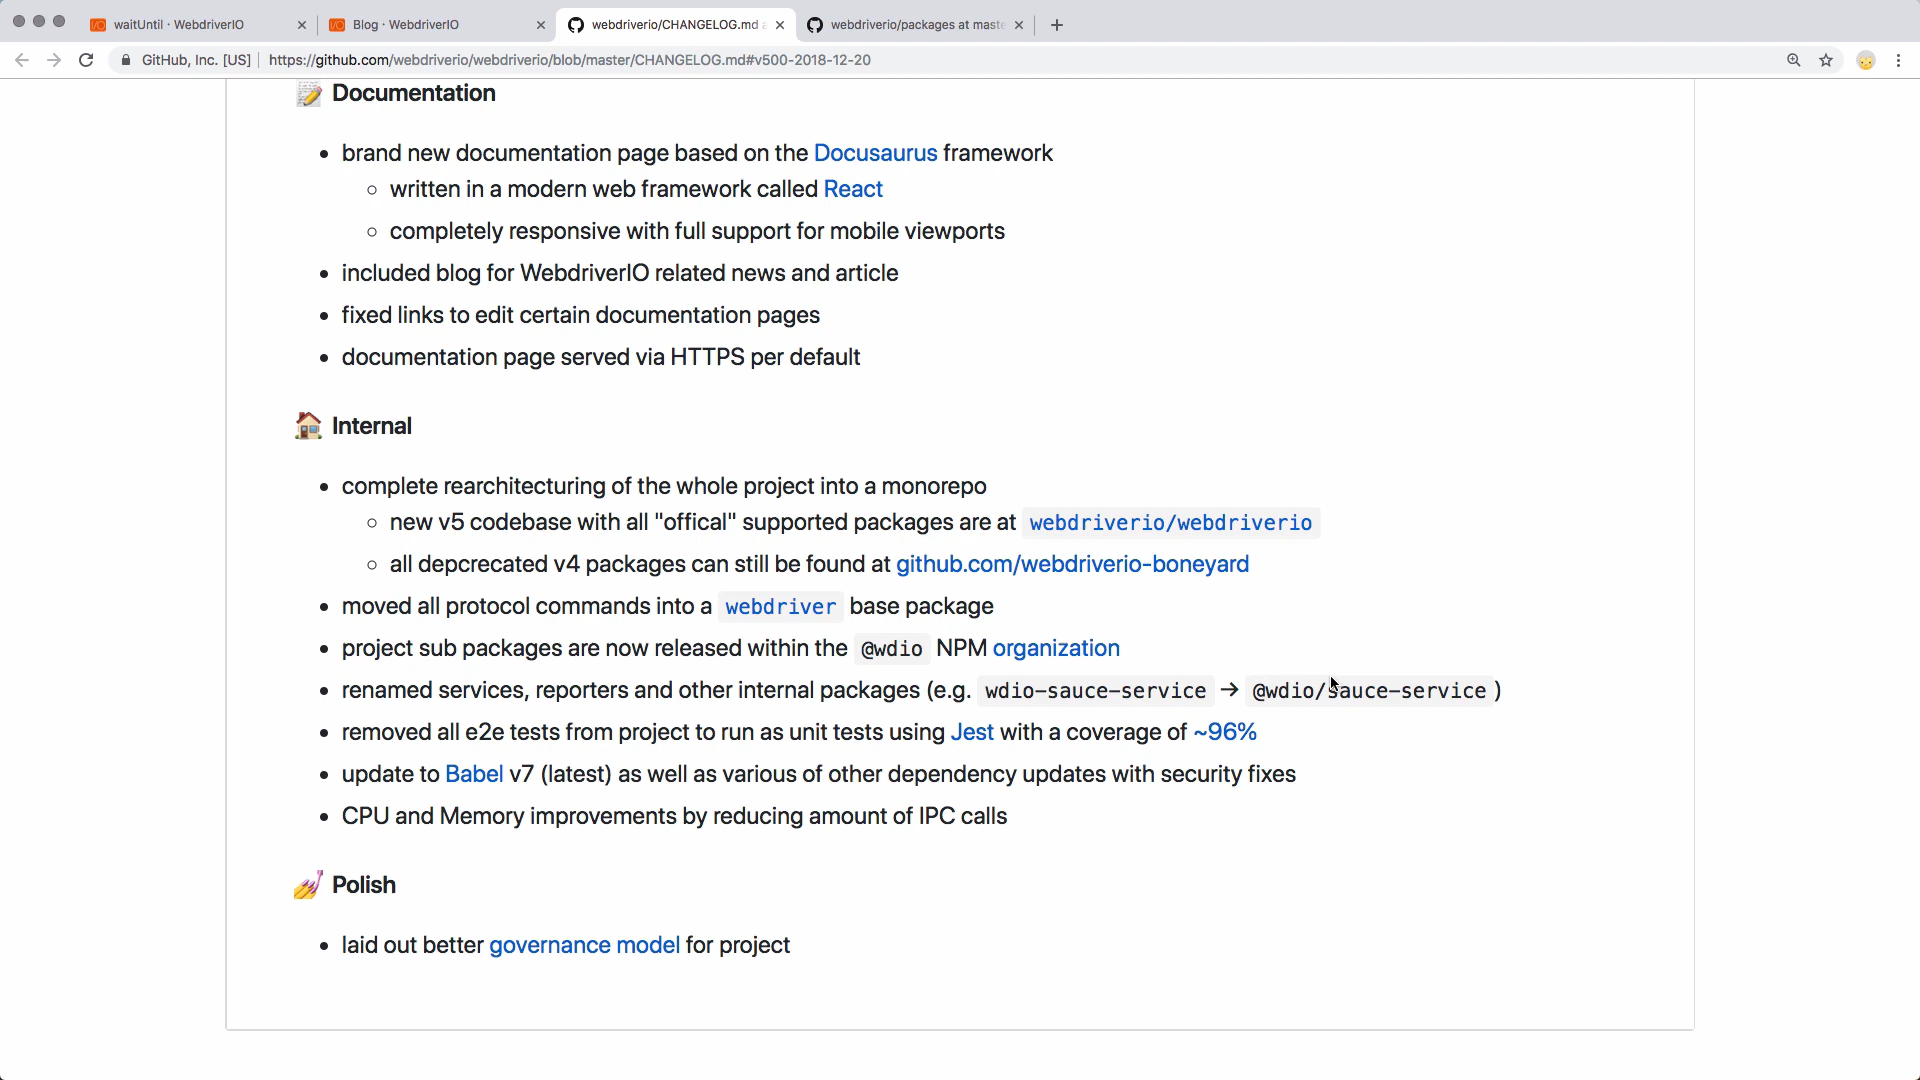 waitUntil · WebdriverIO
Blog · WebdriverIO
webdriverio/CHANGELOG.md a
webdriverio/packages at maste
GitHub, Inc. [US]
https://github.com/webdriverio/webdriverio/blob/master/CHANGELOG.md#v500-2018-12-20
Documentation
brand new documentation page based on the Docusaurus framework
written in a modern web framework called React
completely responsive with full support for mobile viewports
included blog for WebdriverIO related news and article
fixed links to edit certain documentation pages
documentation page served via HTTPS per default
Internal
complete rearchitecturing of the whole project into a monorepo
new v5 codebase with all "offical" supported packages are at webdriverio/webdriverio
all depcrecated v4 packages can still be found at github.com/webdriverio-boneyard
moved all protocol commands into a webdriver base package
project sub packages are now released within the @wdio NPM organization
renamed services, reporters and other internal packages (e.g. wdio-sauce-service → @wdio/sauce-service )
removed all e2e tests from project to run as unit tests using Jest with a coverage of ~96%
update to Babel v7 (latest) as well as various of other dependency updates with security fixes
CPU and Memory improvements by reducing amount of IPC calls
Polish
laid out better governance model for project